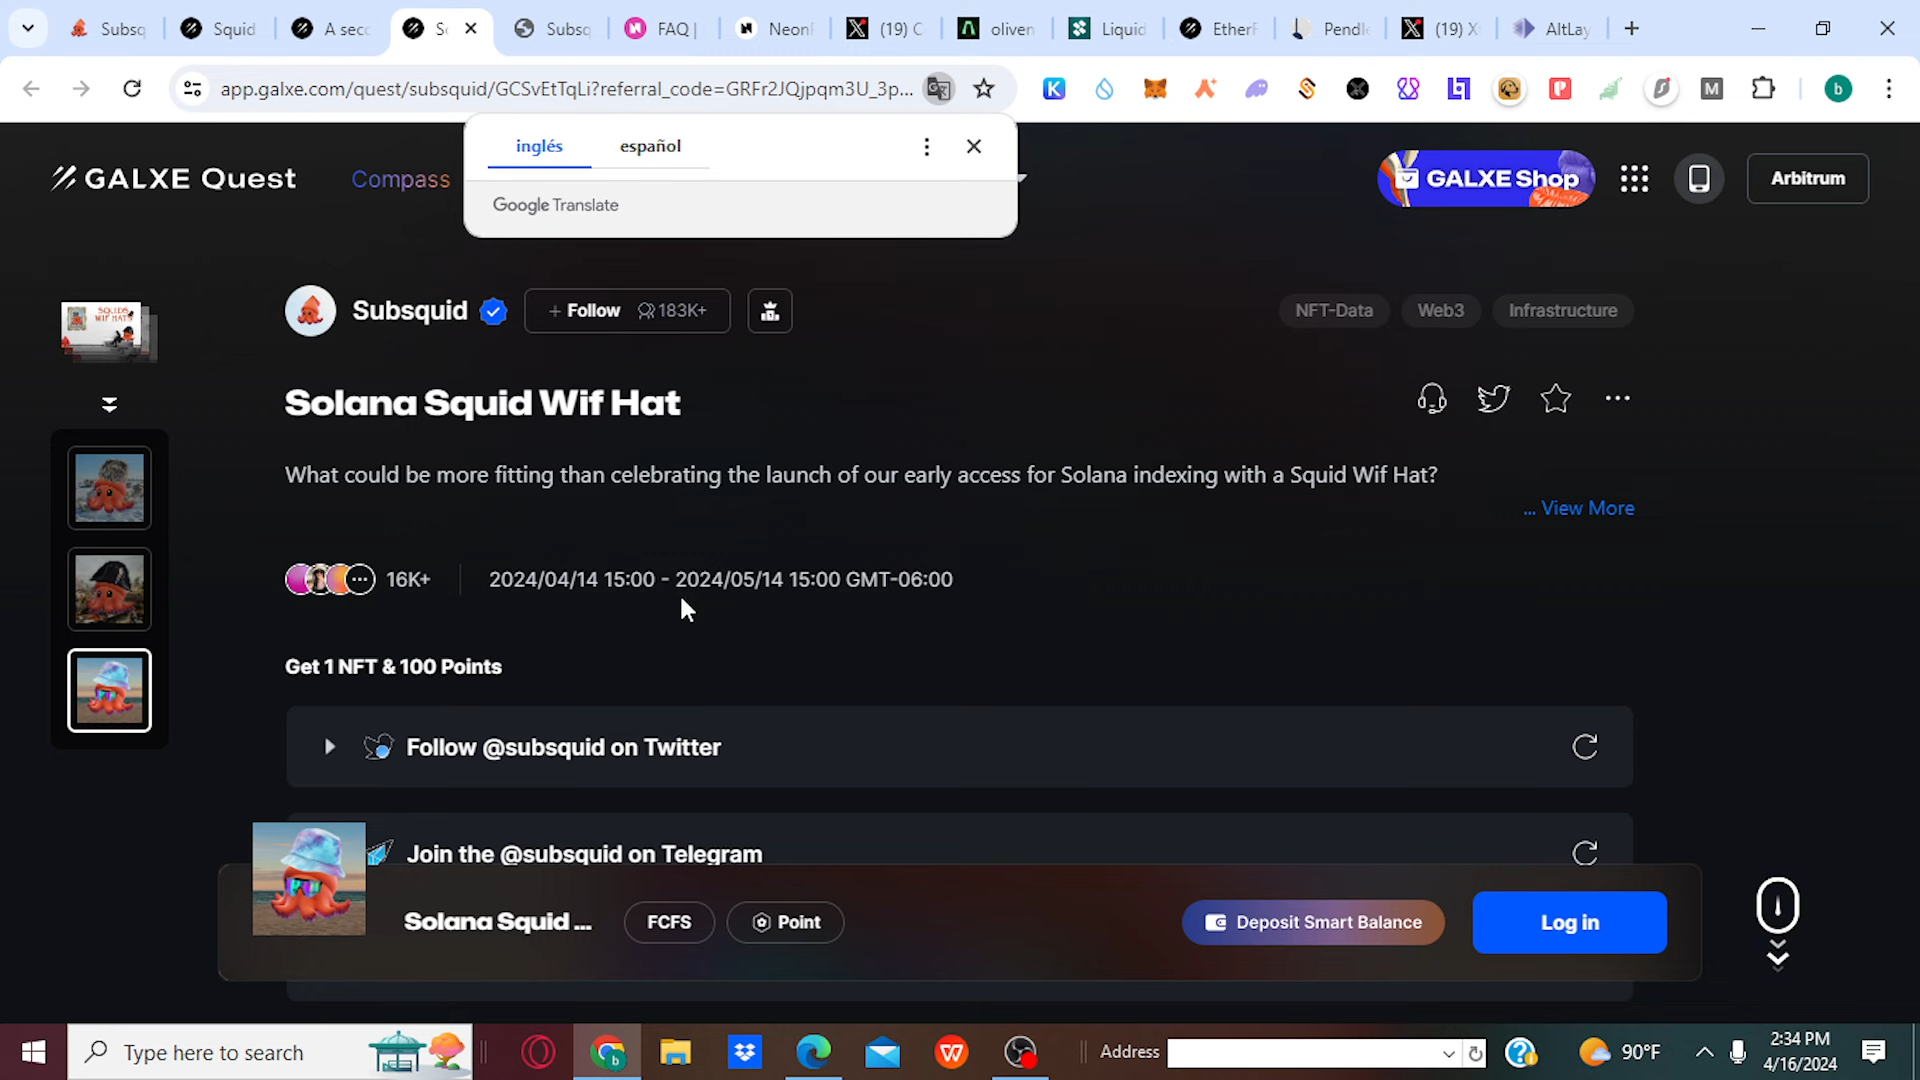 Subsq
Squid
A sec
FAQ |
Neon
(19) C
oliven
Liquid
Ether
Pendle
(19) X
AltLay
app.galxe.com/quest/subsquid/GCSvEtTqLi?referral_code=GRFr2JQjpqm3U_3p...
K
M
b
inglés español
Google Translate
GALXE Quest
Compass
GALXE Shop
Arbitrum
SQUIDS WIF HATS
Subsquid
+ Follow 183K+
NFT-Data
Web3
Infrastructure
Solana Squid Wif Hat
What could be more fitting than celebrating the launch of our early access for Solana indexing with a Squid Wif Hat?
... View More
16K+
2024/04/14 15:00 - 2024/05/14 15:00 GMT-06:00
Get 1 NFT & 100 Points
Follow @subsquid on Twitter
Join the @subsquid on Telegram
Solana Squid ...
FCFS
Point
Deposit Smart Balance
Log in
Type here to search
Address
90°F
2:34 PM
4/16/2024